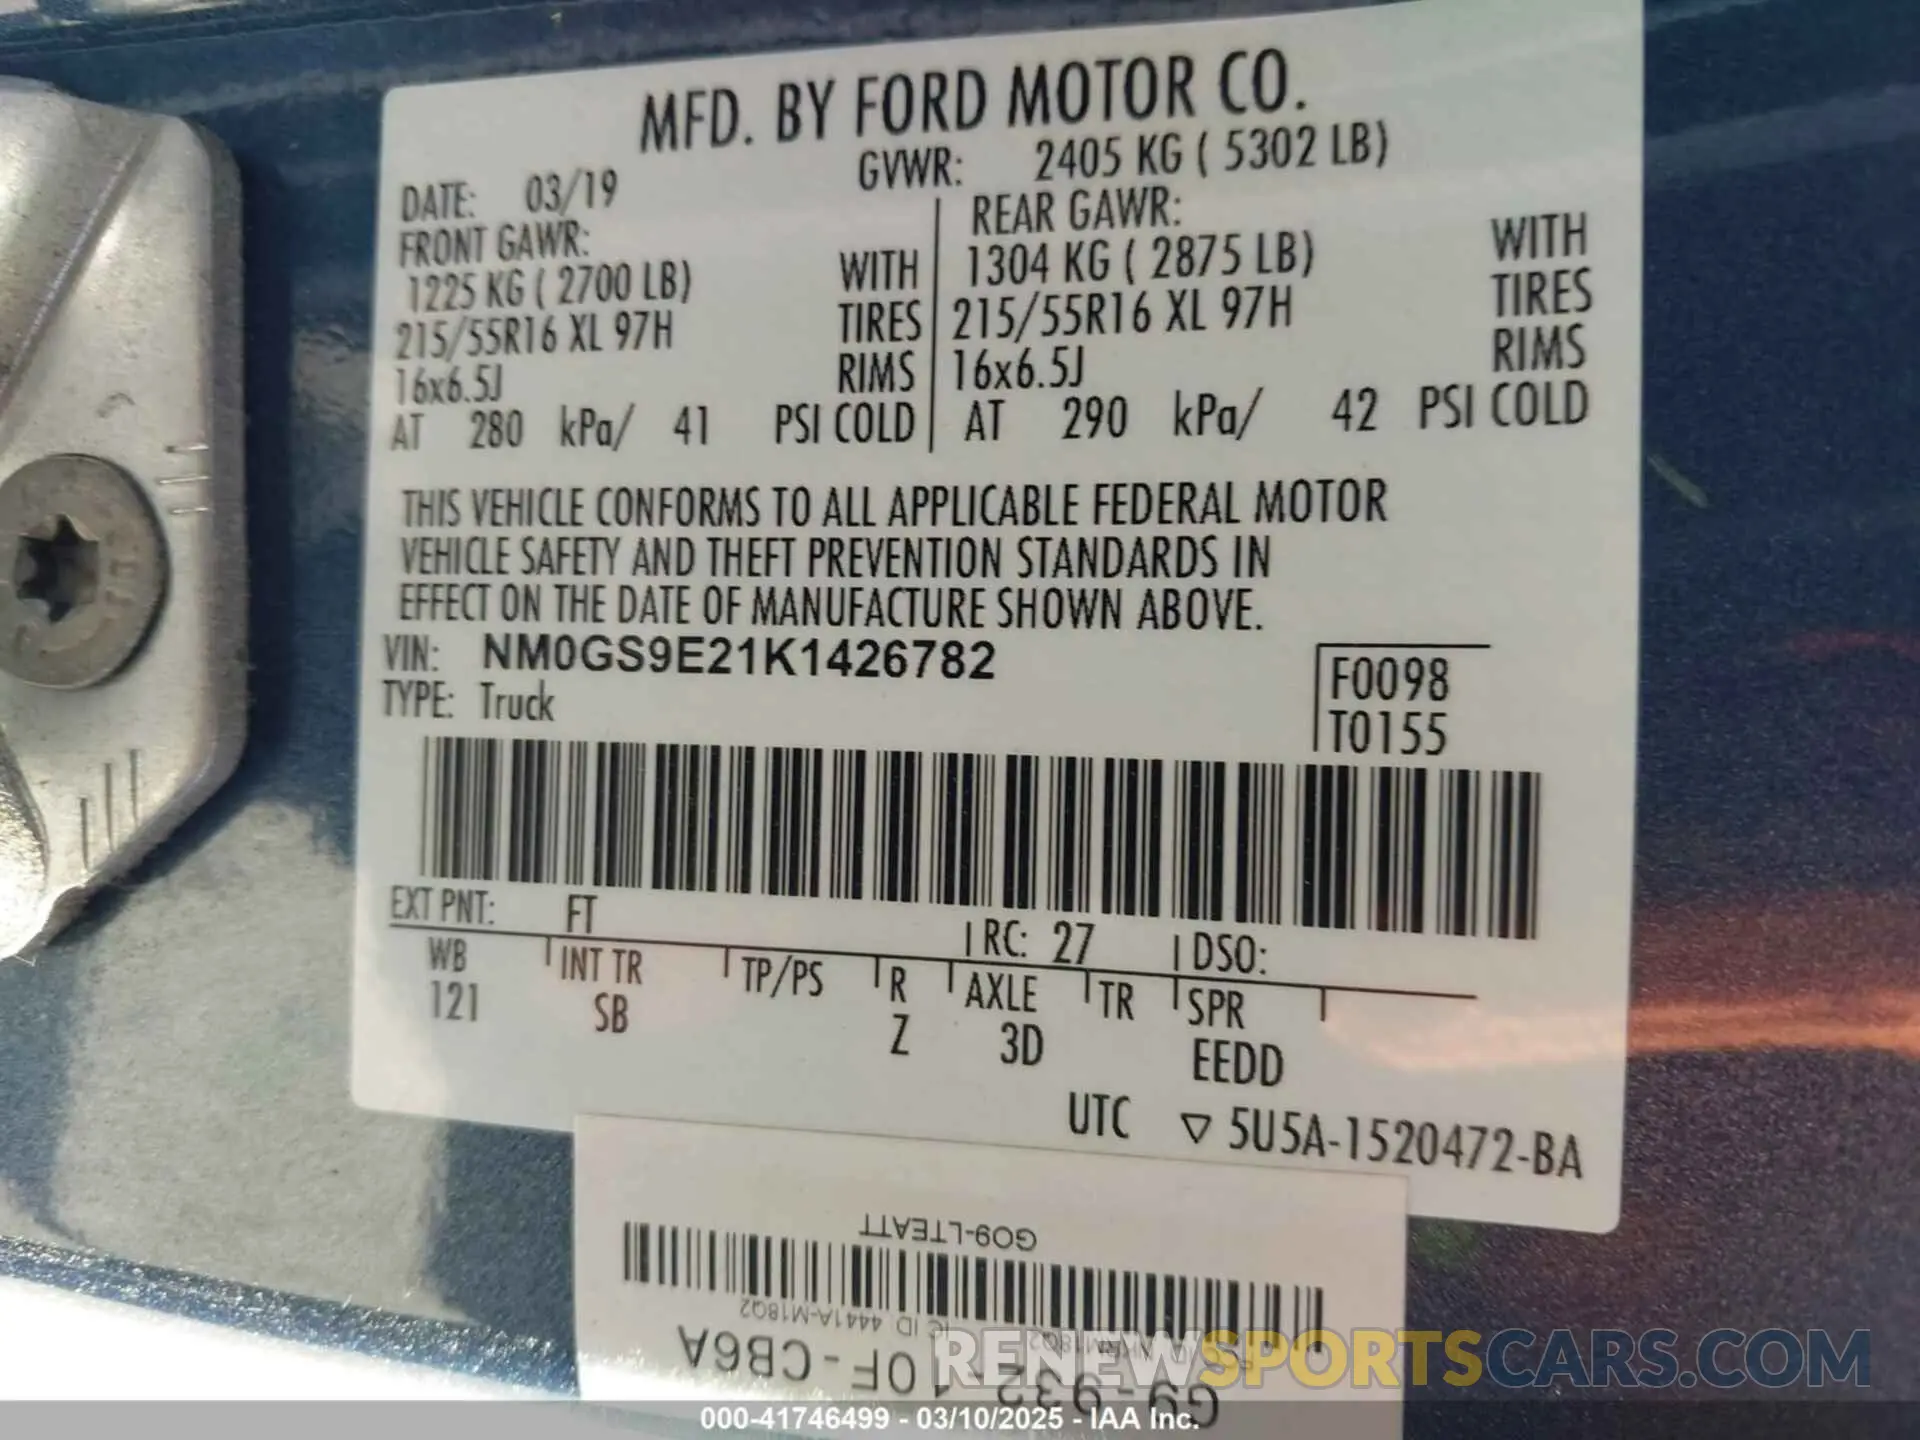 MFD. BY FORD MOTOR CO.
DATE: 03/19 GVWR: 2405 KG ( 5302 LB)
FRONT GAWR: REAR GAWR:
1225 KG ( 2700 LB) WITH 1304 KG ( 2875 LB) WITH
215/55R16 XL 97H TIRES 215/55R16 XL 97H TIRES
16x6.5J RIMS 16x6.5J RIMS
AT 280 kPa/ 41 PSI COLD AT 290 kPa/ 42 PSI COLD
THIS VEHICLE CONFORMS TO ALL APPLICABLE FEDERAL MOTOR
VEHICLE SAFETY AND THEFT PREVENTION STANDARDS IN
EFFECT ON THE DATE OF MANUFACTURE SHOWN ABOVE.
VIN: NM0GS9E21K1426782
TYPE: Truck
F0098
T0155
EXT PNT: FT RC: 27 DSO:
WB INT TR TP/PS R AXLE TR SPR
121 SB Z 3D EEDD
UTC ▽ 5U5A-1520472-BA
GO9-LTEATT
IC ID 4441A-M18Q2
OF-CB6A
RENEWSPORTSCARS.COM
000-41746499 - 03/10/2025 - IAA Inc.